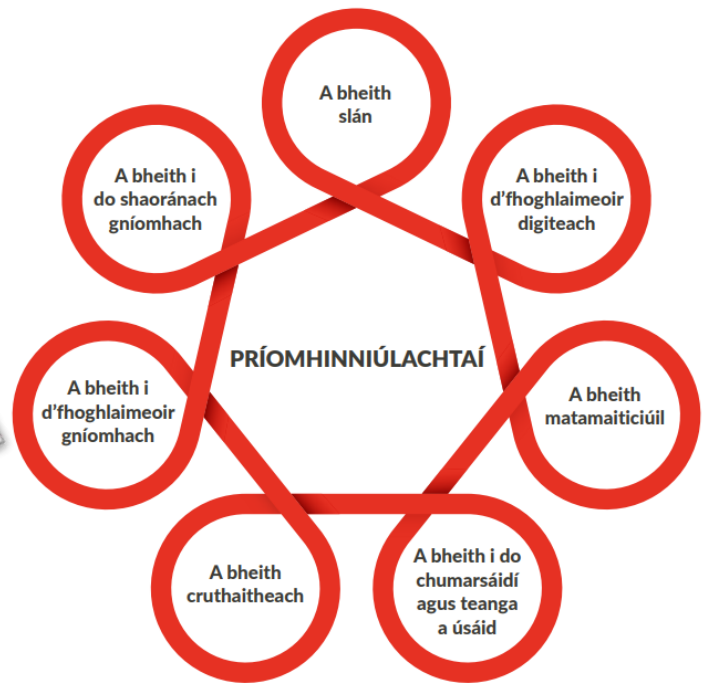 A bheith
slán
A bheith i
d'fhoghlaimeoir
digiteach
A bheith
matamaiticiúil
A bheith i do
chumarsáidí
agus teanga
a úsáid
A bheith
cruthaitheach
A bheith i
d'fhoghlaimeoir
gníomhach
A bheith i
do shaoránach
gníomhach
PRÍOMHINNIÚLACHTAÍ